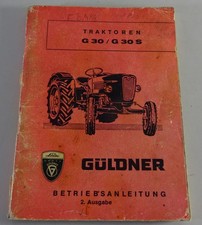 TRAKTOREN
G 30 / G 30 S
GÜLDNER
BETRIEBSANLEITUNG
2. Ausgabe